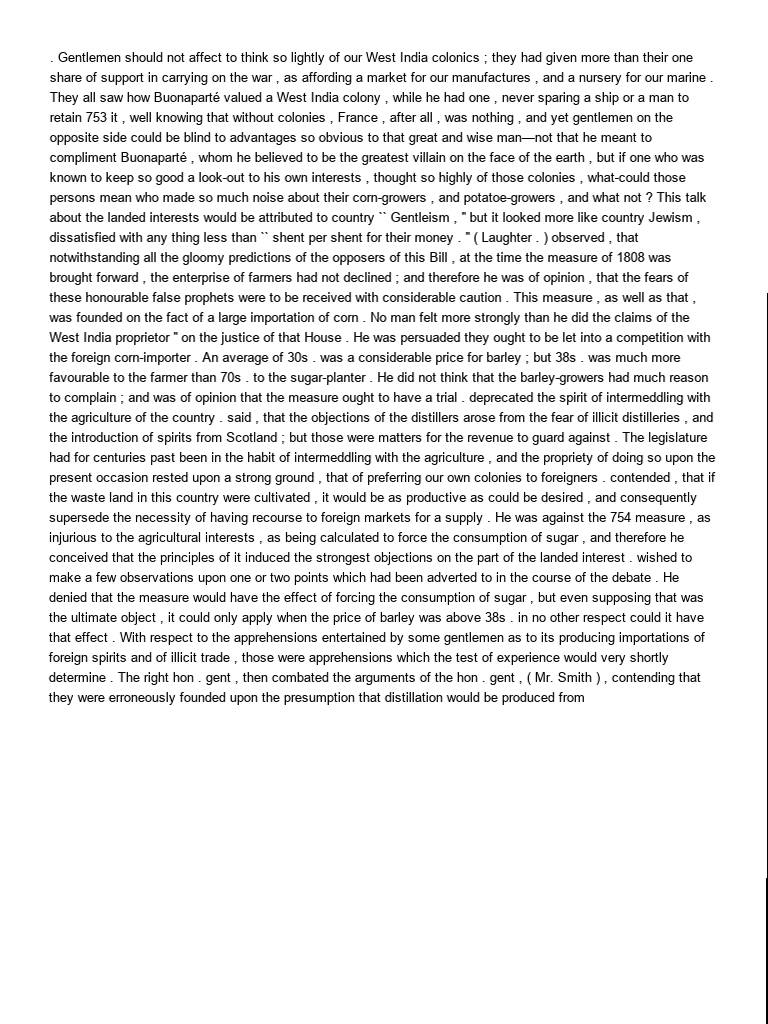 . Gentlemen should not affect to think so lightly of our West India colonics ; they had given more than their one
share of support in carrying on the war , as affording a market for our manufactures , and a nursery for our marine .
They all saw how Buonaparté valued a West India colony , while he had one , never sparing a ship or a man to
retain 753 it , well knowing that without colonies , France , after all , was nothing , and yet gentlemen on the
opposite side could be blind to advantages so obvious to that great and wise man—not that he meant to
compliment Buonaparté , whom he believed to be the greatest villain on the face of the earth , but if one who was
known to keep so good a look-out to his own interests , thought so highly of those colonies , what-could those
persons mean who made so much noise about their corn-growers , and potatoe-growers , and what not ? This talk
about the landed interests would be attributed to country `` Gentleism , " but it looked more like country Jewism ,
dissatisfied with any thing less than `` shent per shent for their money . " ( Laughter . ) observed , that
notwithstanding all the gloomy predictions of the opposers of this Bill , at the time the measure of 1808 was
brought forward , the enterprise of farmers had not declined ; and therefore he was of opinion , that the fears of
these honourable false prophets were to be received with considerable caution . This measure , as well as that ,
was founded on the fact of a large importation of corn . No man felt more strongly than he did the claims of the
West India proprietor " on the justice of that House . He was persuaded they ought to be let into a competition with
the foreign corn-importer . An average of 30s . was a considerable price for barley ; but 38s . was much more
favourable to the farmer than 70s . to the sugar-planter . He did not think that the barley-growers had much reason
to complain ; and was of opinion that the measure ought to have a trial . deprecated the spirit of intermeddling with
the agriculture of the country . said , that the objections of the distillers arose from the fear of illicit distilleries , and
the introduction of spirits from Scotland ; but those were matters for the revenue to guard against . The legislature
had for centuries past been in the habit of intermeddling with the agriculture , and the propriety of doing so upon the
present occasion rested upon a strong ground , that of preferring our own colonies to foreigners . contended , that if
the waste land in this country were cultivated , it would be as productive as could be desired , and consequently
supersede the necessity of having recourse to foreign markets for a supply . He was against the 754 measure , as
injurious to the agricultural interests , as being calculated to force the consumption of sugar , and therefore he
conceived that the principles of it induced the strongest objections on the part of the landed interest . wished to
make a few observations upon one or two points which had been adverted to in the course of the debate . He
denied that the measure would have the effect of forcing the consumption of sugar , but even supposing that was
the ultimate object , it could only apply when the price of barley was above 38s . in no other respect could it have
that effect . With respect to the apprehensions entertained by some gentlemen as to its producing importations of
foreign spirits and of illicit trade , those were apprehensions which the test of experience would very shortly
determine . The right hon . gent , then combated the arguments of the hon . gent , ( Mr. Smith ) , contending that
they were erroneously founded upon the presumption that distillation would be produced from